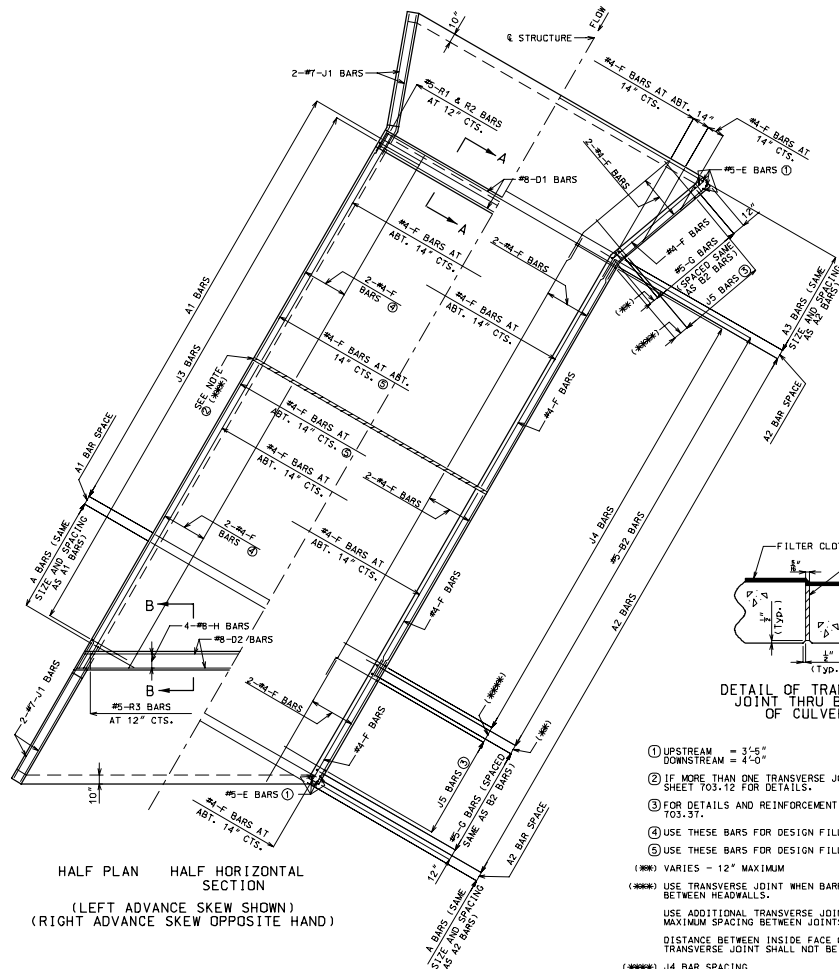 10"
℄ STRUCTURE
FLOW
2-#7-J1 BARS
#5-R1 & R2 BARS
AT 12" CTS.
#4-F BARS AT ABT. 14"
14" CTS.
#4-F BARS AT
14" CTS.
2-#4-F BARS
#5-E BARS ①
A
#8-D1 BARS
A
12"
#4-F BARS
#5-G BARS
(SPACED SAME
AS B2 BARS)
J5 BARS ③
(**)
(****)
A3 BARS (SAME
SIZE AND SPACING
AS A2 BARS)
A2 BAR SPACE
#4-F BARS AT
ABT. 14" CTS.
2-#4-F
BARS ④
#4-F BARS AT
ABT. 14" CTS.
2-#4-F BARS
A1 BARS
J3 BARS
#4-F BARS AT ABT.
14" CTS. ⑤
SEE NOTE
② (***)
#4-F BARS AT
ABT. 14" CTS. ⑤
#4-F BARS
#4-F BARS AT
ABT. 14" CTS.
2-#4-F BARS
A1 BAR SPACE
2-#4-F
BARS ④
#4-F BARS AT
ABT. 14" CTS.
J4 BARS
#5-B2 BARS
A2 BARS
A BARS (SAME
SIZE AND SPACING
AS A1 BARS)
#4-F BARS
B
4-#8-H BARS
#8-D2 BARS
B
#5-R3 BARS
AT 12" CTS.
2-#7-J1 BARS
2-#4-F BARS
#4-F BARS
(****)
(**)
J5 BARS ③
#5-G BARS (SPACED
SAME AS B2 BARS)
A2 BAR SPACE
10"
#5-E BARS ①
#4-F BARS AT
ABT. 14" CTS.
12"
A BARS (SAME
SIZE AND SPACING
AS A2 BARS)
HALF PLAN HALF HORIZONTAL
SECTION
(LEFT ADVANCE SKEW SHOWN)
(RIGHT ADVANCE SKEW OPPOSITE HAND)
FILTER CLO
½"
(Typ.)
½"
(Typ.
DETAIL OF TRA
JOINT THRU B
OF CULVE
① UPSTREAM = 3'-5"
DOWNSTREAM = 4'-0"
② IF MORE THAN ONE TRANSVERSE JO
SHEET 703.12 FOR DETAILS.
③ FOR DETAILS AND REINFORCEMENT
703.37.
④ USE THESE BARS FOR DESIGN FILL
⑤ USE THESE BARS FOR DESIGN FILL
(**) VARIES - 12" MAXIMUM
(***) USE TRANSVERSE JOINT WHEN BARR
BETWEEN HEADWALLS.
USE ADDITIONAL TRANSVERSE JOIN
MAXIMUM SPACING BETWEEN JOINTS
DISTANCE BETWEEN INSIDE FACE O
TRANSVERSE JOINT SHALL NOT BE
(****) J4 BAR SPACING